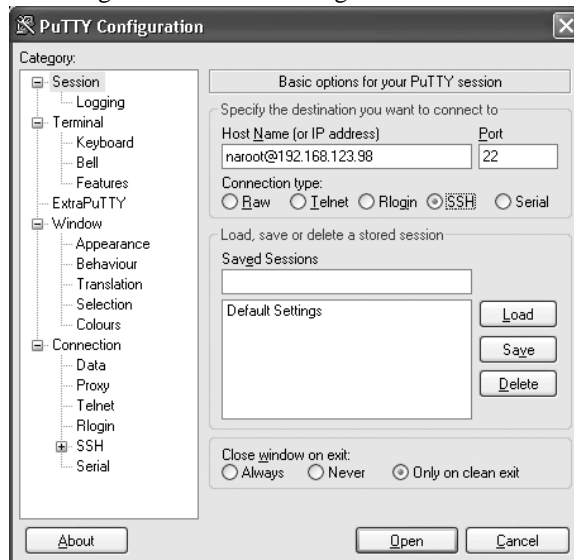 PuTTY Configuration
Category:
Session
Logging
Terminal
Keyboard
Bell
Features
ExtraPuTTY
Window
Appearance
Behaviour
Translation
Selection
Colours
Connection
Data
Proxy
Telnet
Rlogin
SSH
Serial
Basic options for your PuTTY session
Specify the destination you want to connect to
Host Name (or IP address) Port
naroot@192.168.123.98 22
Connection type:
Raw Telnet Rlogin SSH Serial
Load, save or delete a stored session
Saved Sessions
Default Settings
Load
Save
Delete
Close window on exit:
Always Never Only on clean exit
About Open Cancel